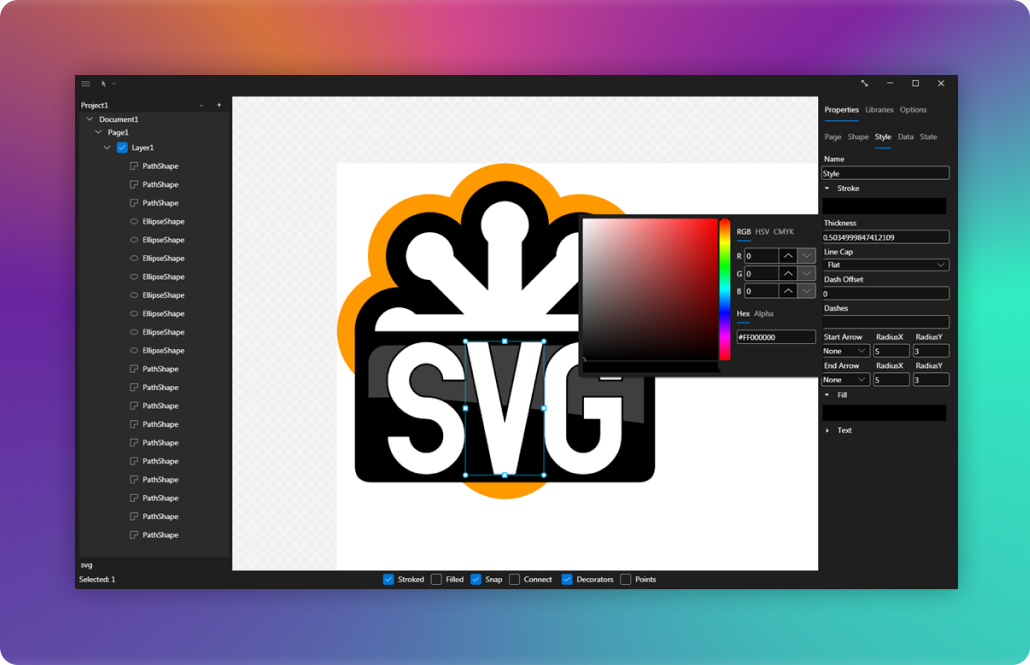 Project1 - +
Document1
Page1
Layer1
PathShape
PathShape
PathShape
EllipseShape
EllipseShape
EllipseShape
EllipseShape
EllipseShape
EllipseShape
EllipseShape
EllipseShape
PathShape
PathShape
PathShape
PathShape
PathShape
PathShape
PathShape
PathShape
PathShape
PathShape
svg
Selected: 1
SVG
RGB HSV CMYK
R 0
G 0
B 0
Hex Alpha
#FF000000
Properties Libraries Options
Page Shape Style Data State
Name
Style
Stroke
Thickness
0,5034999847412109
Line Cap
Flat
Dash Offset
0
Dashes
Start Arrow RadiusX RadiusY
None 5 3
End Arrow RadiusX RadiusY
None 5 3
Fill
Text
Stroked Filled Snap Connect Decorators Points